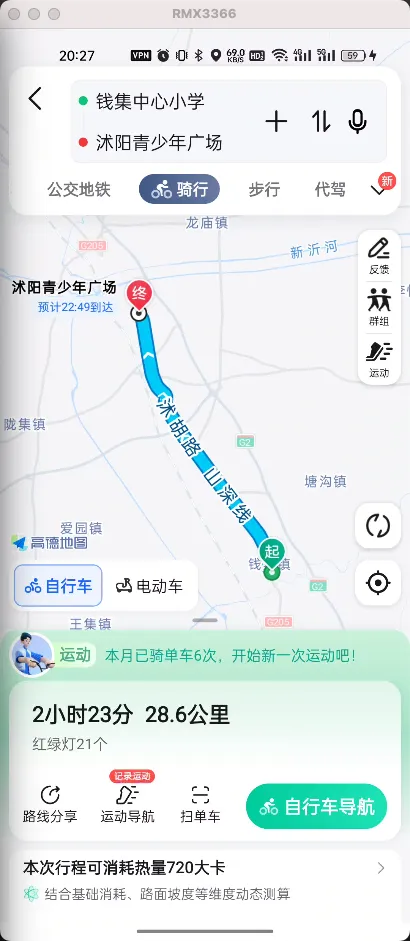 RMX3366
20:27
VPN
69.0
KB/S
HD
4G
5G
59
钱集中心小学
沭阳青少年广场
公交地铁
骑行
步行
代驾
新
龙庙镇
G205
新沂河
反馈
群组
运动
沭阳青少年广场
预计22:49到达
终
陇集镇
沭胡路
山深线
G2
塘沟镇
爱园镇
高德地图
起
G2
自行车
电动车
王集镇
G205
运动
本月已骑单车6次，开始新一次运动吧！
2小时23分 28.6公里
红绿灯21个
记录运动
路线分享
运动导航
扫单车
自行车导航
本次行程可消耗热量720大卡
结合基础消耗、路面坡度等维度动态测算